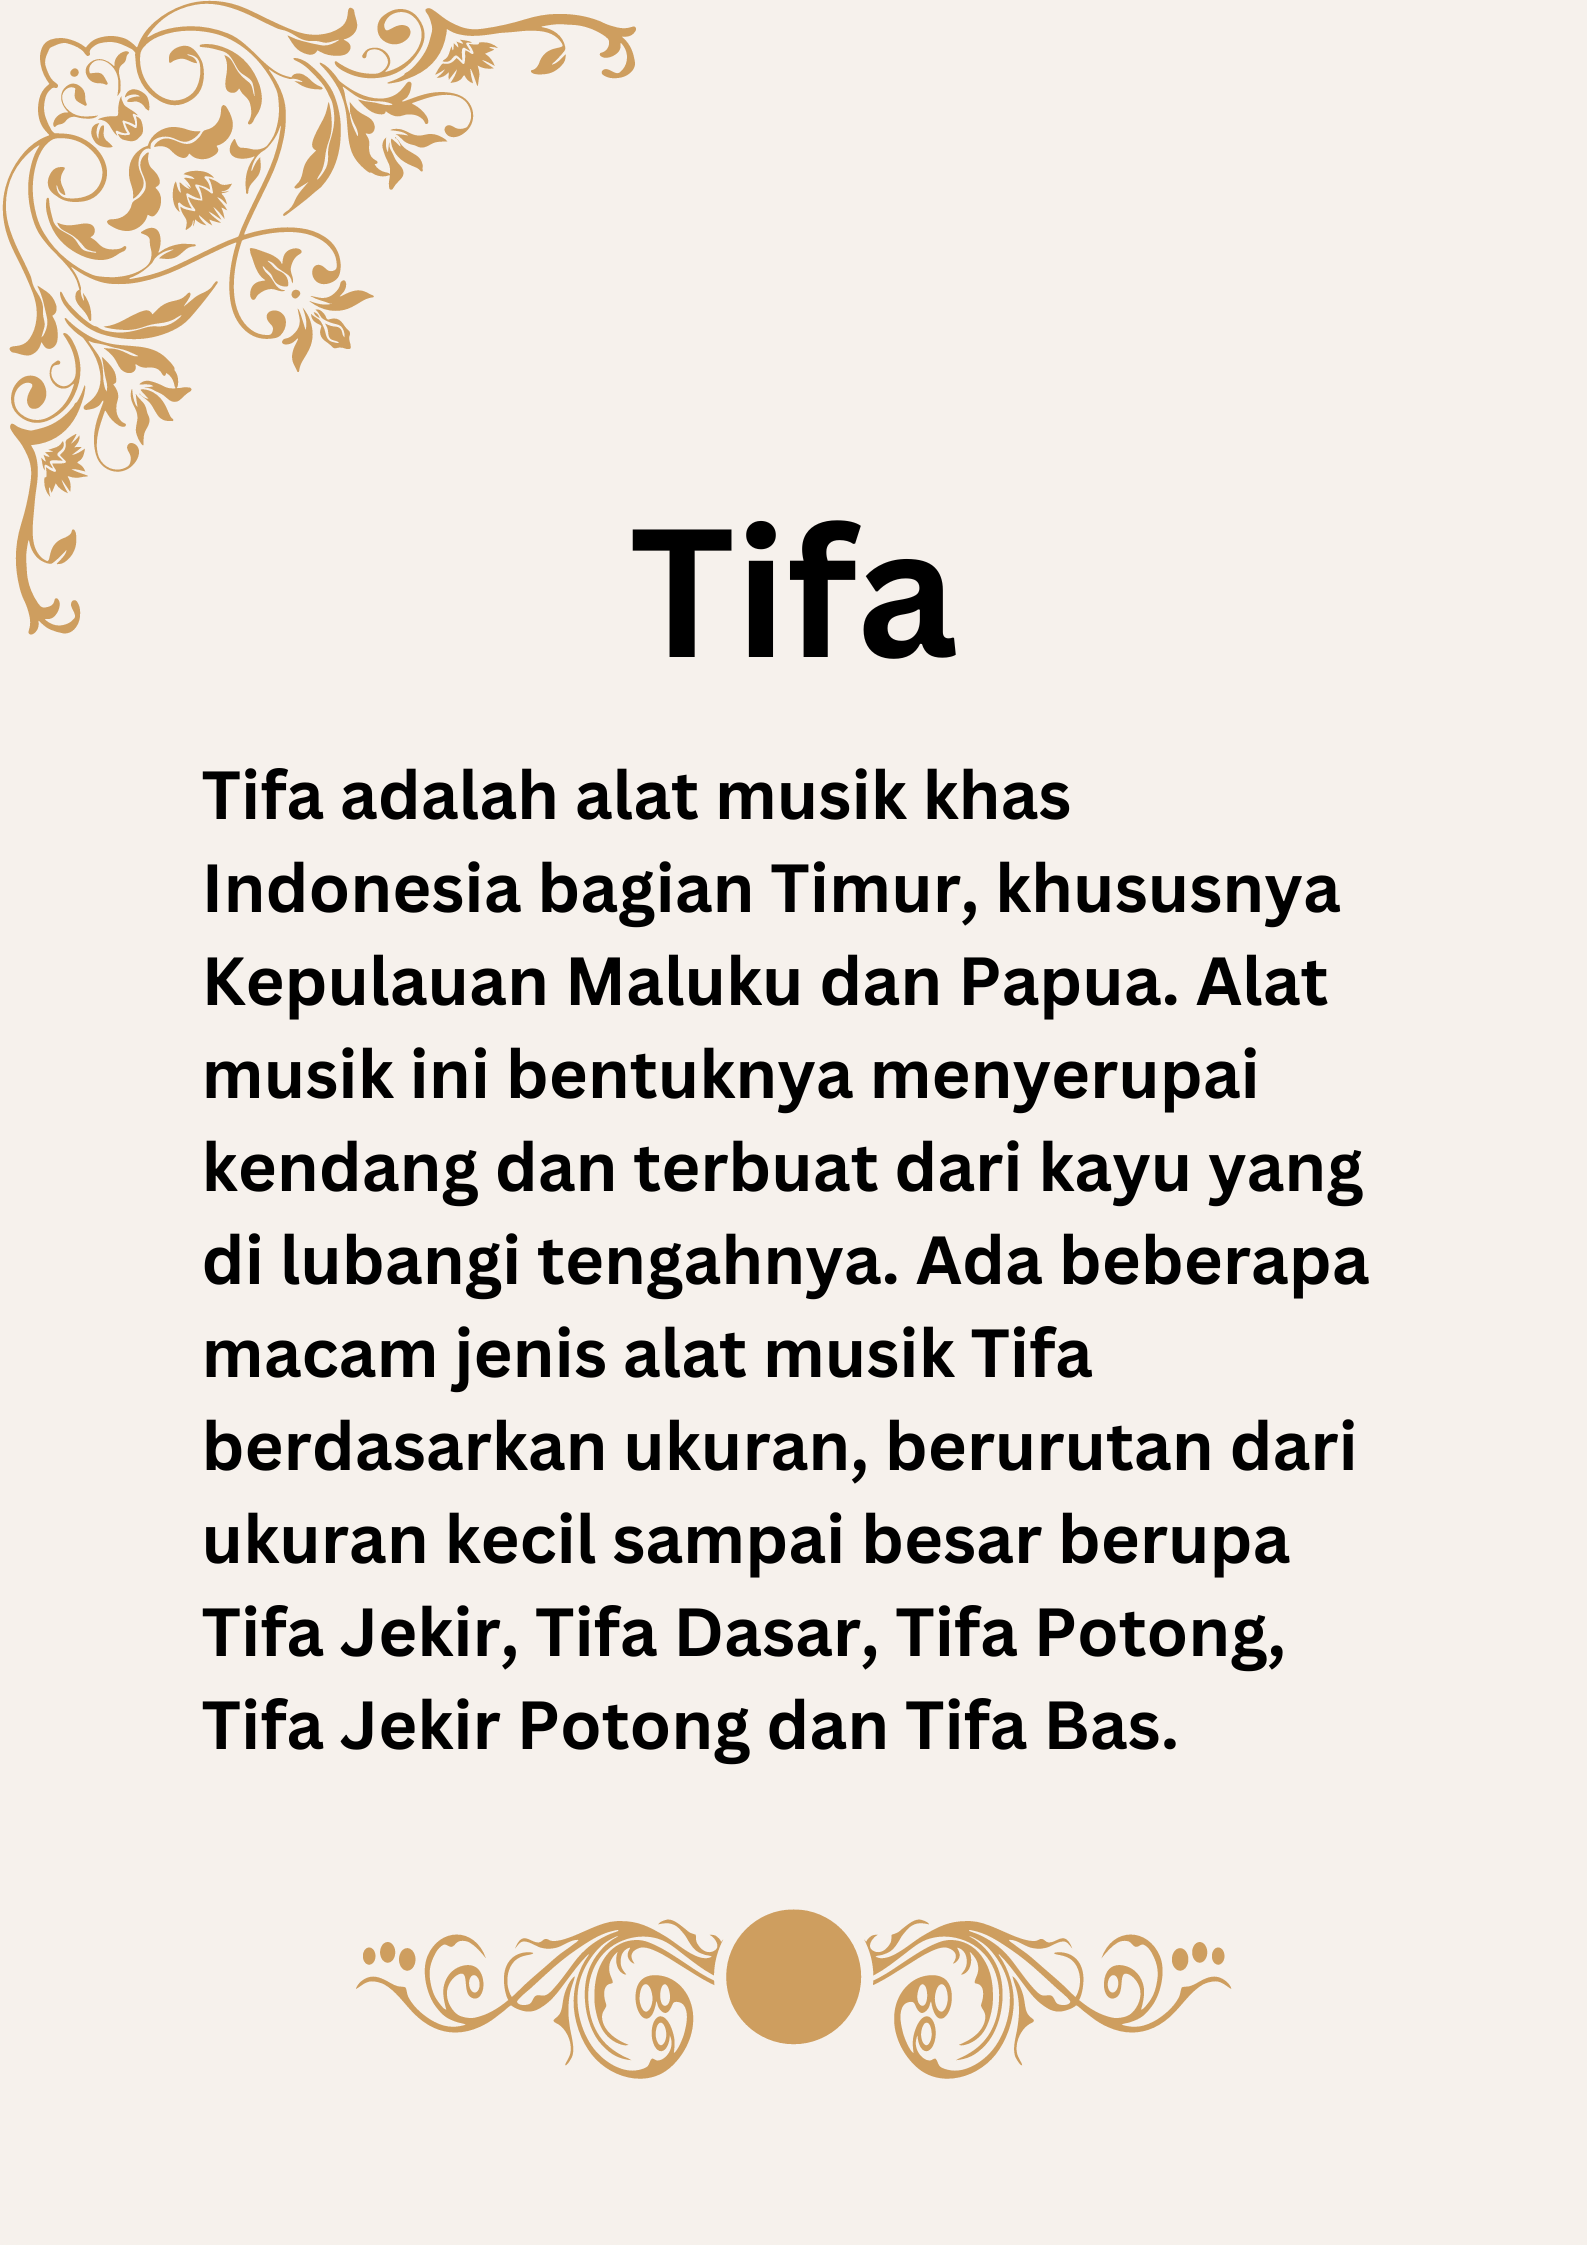 Tifa
Tifa adalah alat musik khas
Indonesia bagian Timur, khususnya
Kepulauan Maluku dan Papua. Alat
musik ini bentuknya menyerupai
kendang dan terbuat dari kayu yang
di lubangi tengahnya. Ada beberapa
macam jenis alat musik Tifa
berdasarkan ukuran, berurutan dari
ukuran kecil sampai besar berupa
Tifa Jekir, Tifa Dasar, Tifa Potong,
Tifa Jekir Potong dan Tifa Bas.